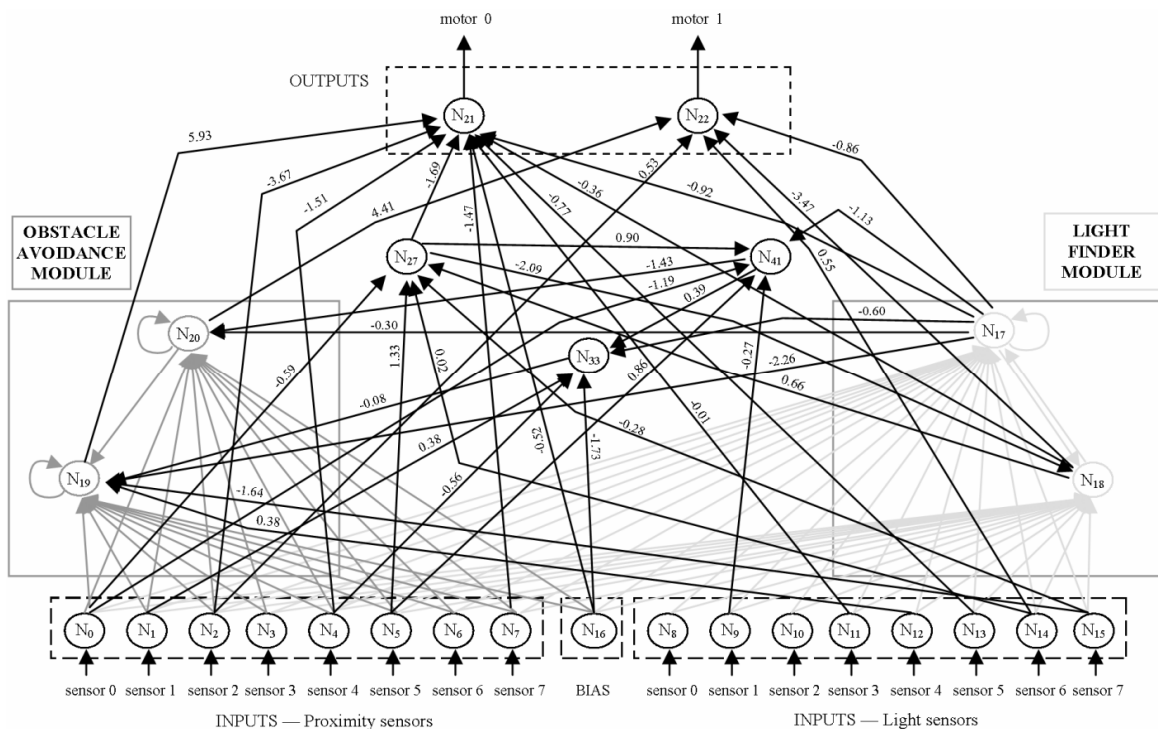 motor 0 motor 1
OUTPUTS
N21 N22
5.93
-3.67
-1.51
4.41
-1.69
-1.47
0.53
-0.77
-0.36
-0.92
-3.47
-0.86
-1.13
OBSTACLE
AVOIDANCE
MODULE
LIGHT
FINDER
MODULE
N27 N41
0.90
-2.09
-1.43
-1.19
0.39
0.55
N20 N33 N17
-0.30
-0.60
-0.59
1.33
0.02
0.86
-0.27
-2.26
0.66
-0.08
0.38
-0.01
-0.28
-0.52
-1.73
-0.56
N19 N18
-1.64
0.38
N0 N1 N2 N3 N4 N5 N6 N7 N16 N8 N9 N10 N11 N12 N13 N14 N15
sensor 0 sensor 1 sensor 2 sensor 3 sensor 4 sensor 5 sensor 6 sensor 7 BIAS sensor 0 sensor 1 sensor 2 sensor 3 sensor 4 sensor 5 sensor 6 sensor 7
INPUTS — Proximity sensors INPUTS — Light sensors